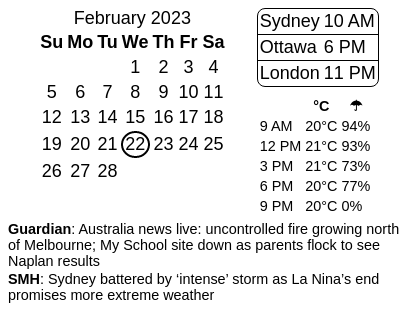 February 2023
Su Mo Tu We Th Fr Sa
1 2 3 4
5 6 7 8 9 10 11
12 13 14 15 16 17 18
19 20 21 22 23 24 25
26 27 28
Sydney 10 AM
Ottawa 6 PM
London 11 PM
°C ☂
9 AM 20°C 94%
12 PM 21°C 93%
3 PM 21°C 73%
6 PM 20°C 77%
9 PM 20°C 0%
Guardian: Australia news live: uncontrolled fire growing north
of Melbourne; My School site down as parents flock to see
Naplan results
SMH: Sydney battered by ‘intense’ storm as La Nina’s end
promises more extreme weather